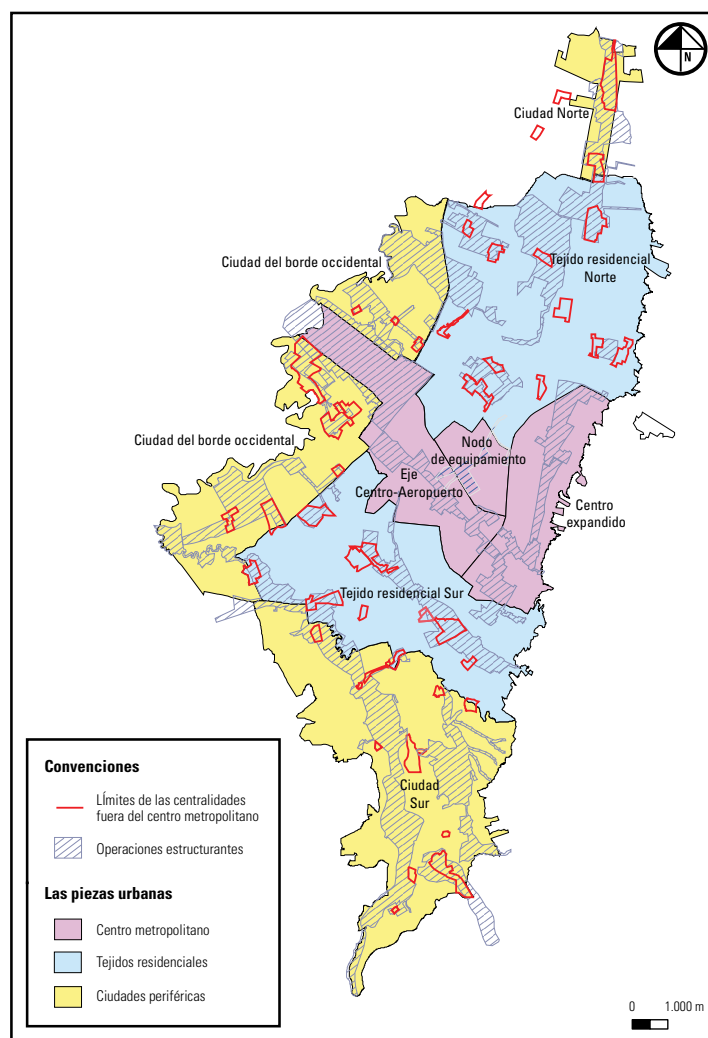 N
Ciudad Norte
Ciudad del borde occidental
Tejido residencial
Norte
Ciudad del borde occidental
Nodo
de equipamiento
Eje
Centro-Aeropuerto
Centro
expandido
Tejido residencial Sur
Ciudad
Sur
Convenciones
LÍmites de las centralidades
fuera del centro metropolitano
Operaciones estructurantes
Las piezas urbanas
Centro metropolitano
Tejidos residenciales
Ciudades periféricas
0 1.000 m